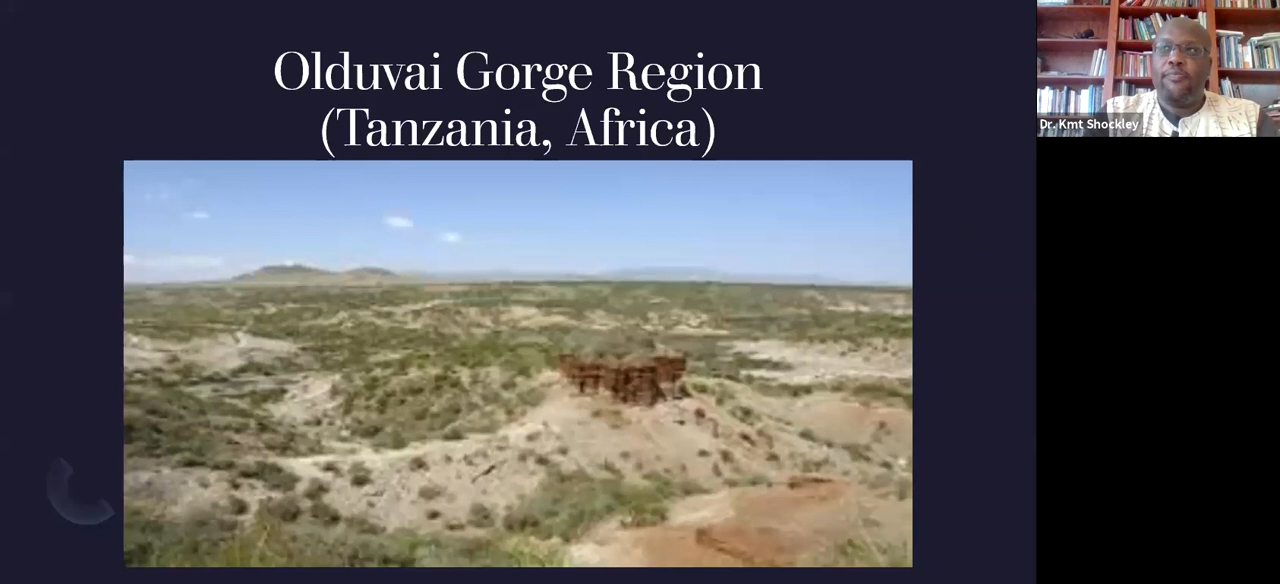 Olduvai Gorge Region
(Tanzania, Africa)
Dr. Kmt Shockley